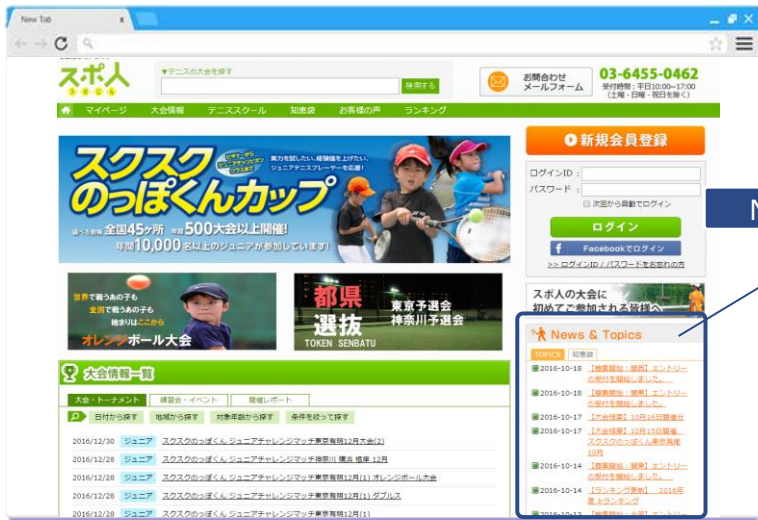 New Tab
スポ人
▼テニスの大会を探す
検索する
お問合わせ
メールフォーム
03-6455-0462
受付時間：平日10:00~17:00
（土曜・日曜・祝日を除く）
マイページ 大会情報 テニススクール 知恵袋 お客様の声 ランキング
スクスク
のっぽくんカップ
実力を試したい、経験値を上げたい、
ジュニアテニスプレーヤーを応援！
全国45ヶ所 500大会以上開催！
年間10,000名以上のジュニアが参加しています！
新規会員登録
ログインID：
パスワード：
次回から自動でログイン
ログイン
Facebookでログイン
>> ログインID / パスワードをお忘れの方
世界で戦うあの子も
全国で戦うあの子も
始まりはここから
オレンジボール大会
都県
選抜
TOKEN SENBATU
東京予選会
神奈川予選会
スポ人の大会に
初めてご参加される皆様へ
N
News & Topics
TOPICS 知恵袋
2016-10-18 【募集開始：関西】エントリー
の受付を開始しました。
2016-10-18 【募集開始：関東】エントリー
の受付を開始しました。
2016-10-17 【大会結果】10月16日開催分
2016-10-17 【大会結果】10月15日開催
スクスクのっぽくん東京高尾
10月
2016-10-14 【募集開始：関東】エントリー
の受付を開始しました。
2016-10-14 【ランキング更新】 2016年
度 Jrランキング
大会情報一覧
大会・トーナメント 練習会・イベント 開催レポート
日付から探す 地域から探す 対象年齢から探す 条件を絞って探す
2016/12/30 ジュニア スクスクのっぽくん ジュニアチャレンジマッチ東京有明12月大会(2)
2016/12/28 ジュニア スクスクのっぽくん ジュニアチャレンジマッチ神奈川 横浜 根岸 12月
2016/12/28 ジュニア スクスクのっぽくん ジュニアチャレンジマッチ東京有明12月(1) オレンジボール大会
2016/12/28 ジュニア スクスクのっぽくん ジュニアチャレンジマッチ東京有明12月(1) ダブルス
2016/12/28 ジュニア スクスクのっぽくん ジュニアチャレンジマッチ東京有明12月(1)